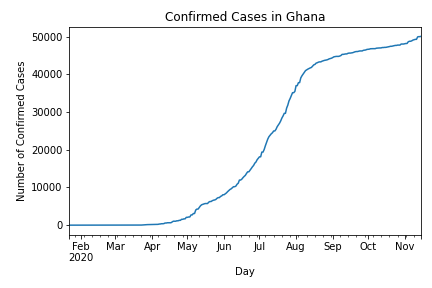 Confirmed Cases in Ghana
Number of Confirmed Cases
50000
40000
30000
20000
10000
0
Feb Mar Apr May Jun Jul Aug Sep Oct Nov
2020
Day